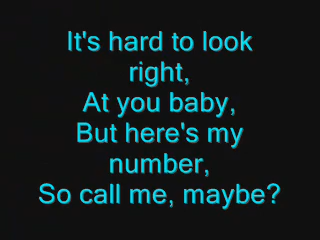 It's hard to look
right,
At you baby,
But here's my
number,
So call me, maybe?